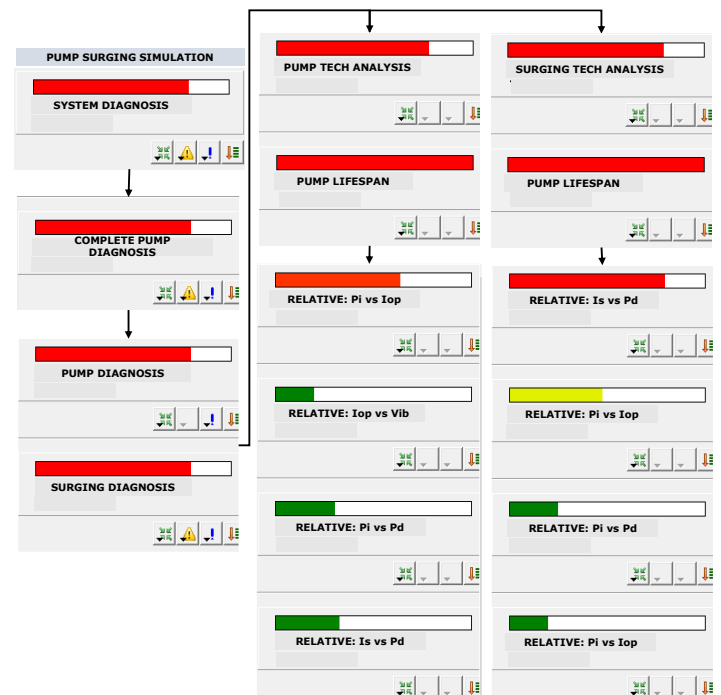 PUMP SURGING SIMULATION
SYSTEM DIAGNOSIS
COMPLETE PUMP
DIAGNOSIS
PUMP DIAGNOSIS
SURGING DIAGNOSIS
PUMP TECH ANALYSIS
PUMP LIFESPAN
RELATIVE: Pi vs Iop
RELATIVE: Iop vs Vib
RELATIVE: Pi vs Pd
RELATIVE: Is vs Pd
SURGING TECH ANALYSIS
PUMP LIFESPAN
RELATIVE: Is vs Pd
RELATIVE: Pi vs Iop
RELATIVE: Pi vs Pd
RELATIVE: Pi vs Iop